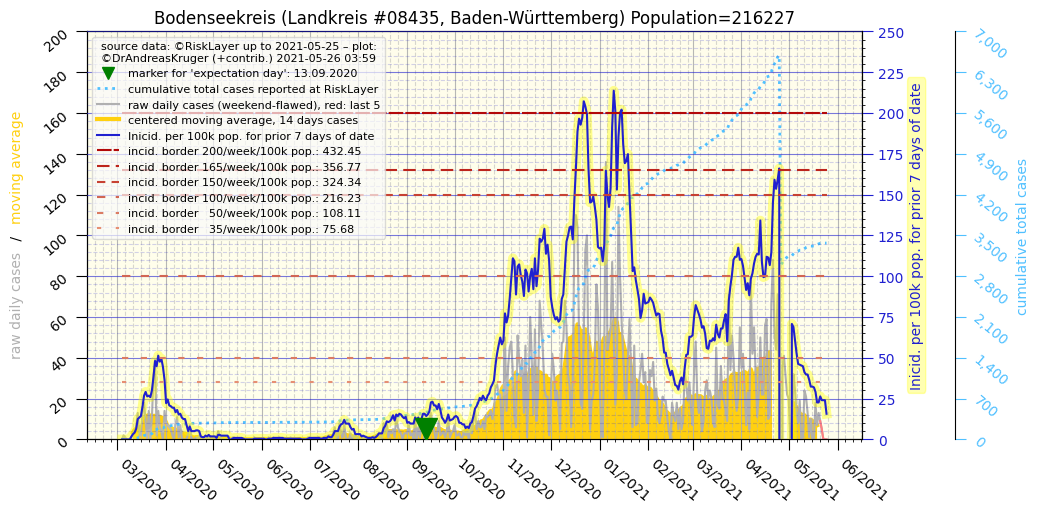 Bodenseekreis (Landkreis #08435, Baden-Württemberg) Population=216227
source data: ©RiskLayer up to 2021-05-25 – plot:
©DrAndreasKruger (+contrib.) 2021-05-26 03:59
marker for 'expectation day': 13.09.2020
cumulative total cases reported at RiskLayer
raw daily cases (weekend-flawed), red: last 5
centered moving average, 14 days cases
Inicid. per 100k pop. for prior 7 days of date
incid. border 200/week/100k pop.: 432.45
incid. border 165/week/100k pop.: 356.77
incid. border 150/week/100k pop.: 324.34
incid. border 100/week/100k pop.: 216.23
incid. border   50/week/100k pop.: 108.11
incid. border   35/week/100k pop.: 75.68
raw daily cases / moving average
200
180
160
140
120
100
80
60
40
20
0
250
225
200
175
150
125
100
75
50
25
0
Inicid. per 100k pop. for prior 7 days of date
7,000
6,300
5,600
4,900
4,200
3,500
2,800
2,100
1,400
700
0
cumulative total cases
03/2020
04/2020
05/2020
06/2020
07/2020
08/2020
09/2020
10/2020
11/2020
12/2020
01/2021
02/2021
03/2021
04/2021
05/2021
06/2021